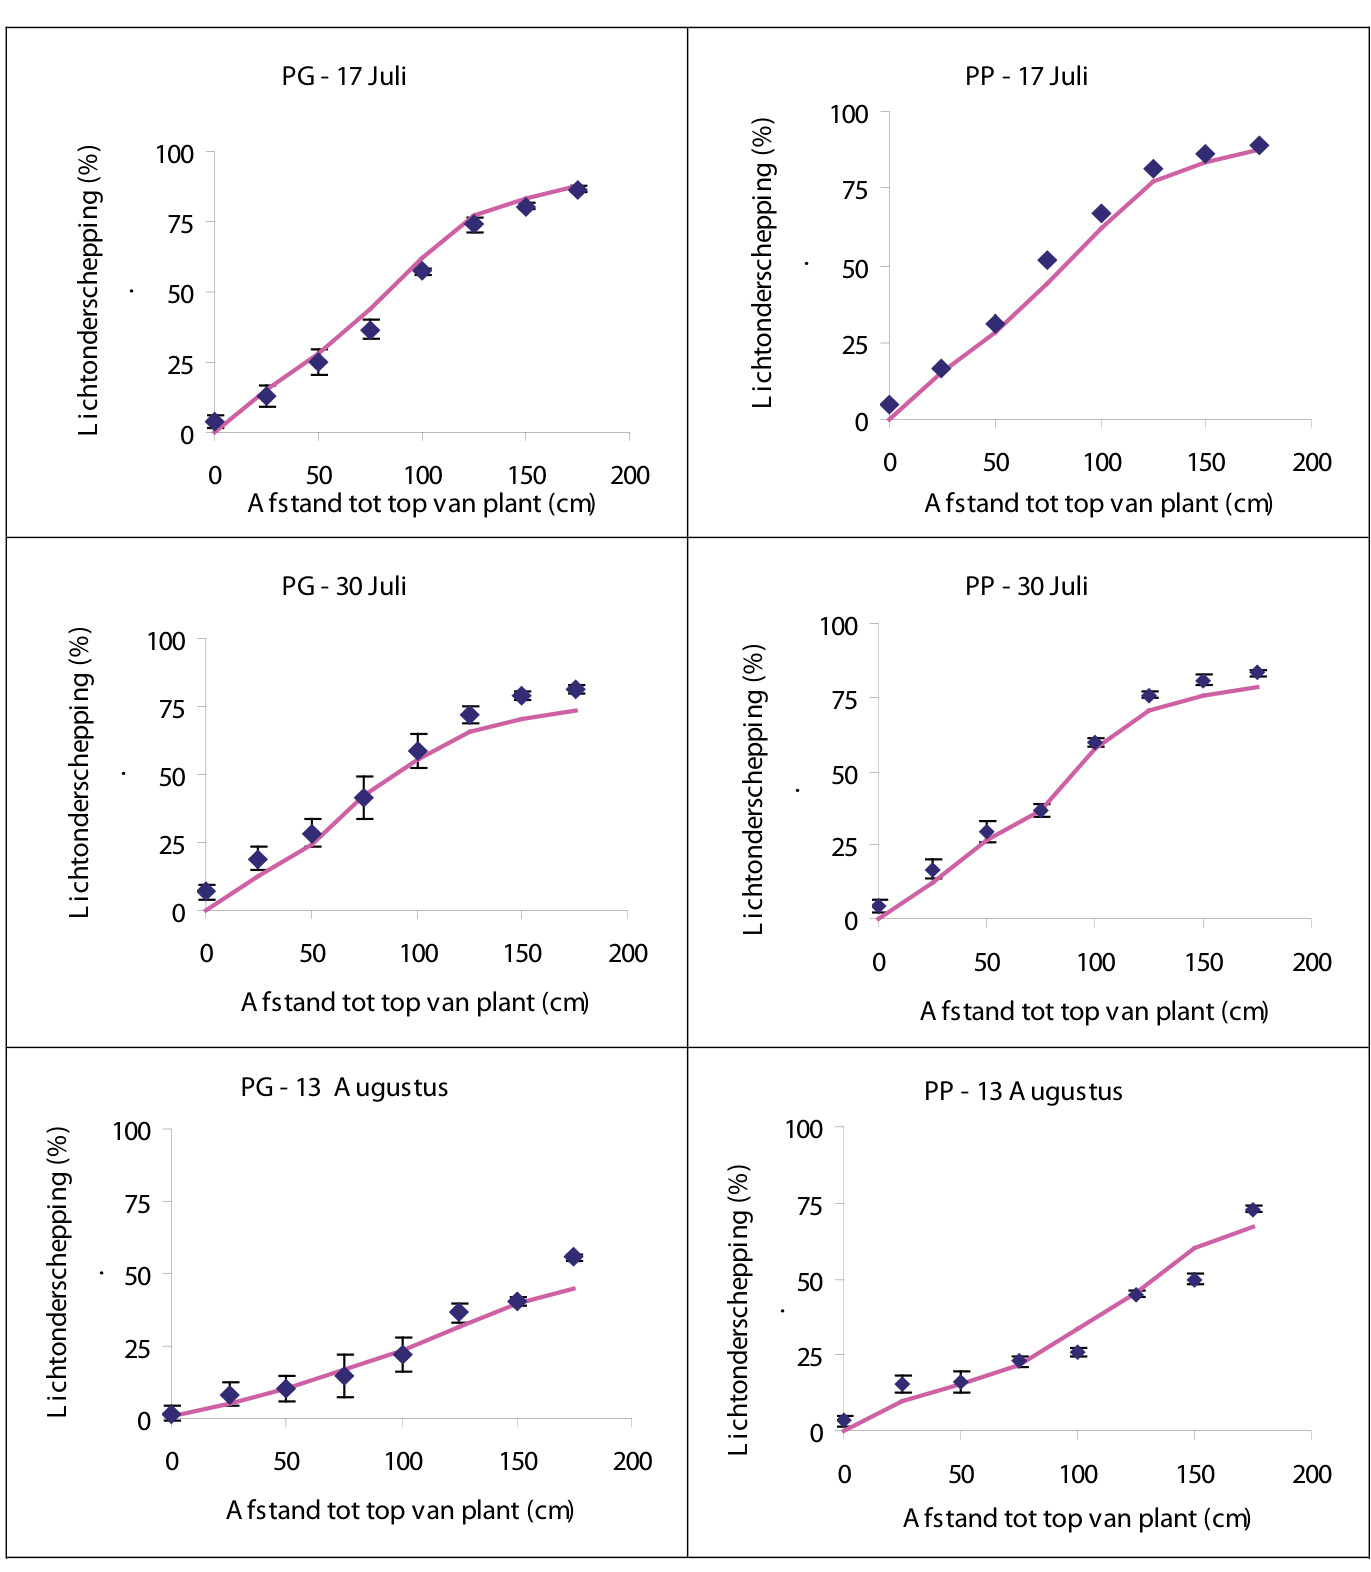 PG - 17 Juli
Lichtonderschepping (%)
100
75
50
25
0
0 50 100 150 200
Afstand tot top van plant (cm)
PP - 17 Juli
Lichtonderschepping (%)
100
75
50
25
0
0 50 100 150 200
Afstand tot top van plant (cm)
PG - 30 Juli
Lichtonderschepping (%)
100
75
50
25
0
0 50 100 150 200
Afstand tot top van plant (cm)
PP - 30 Juli
Lichtonderschepping (%)
100
75
50
25
0
0 50 100 150 200
Afstand tot top van plant (cm)
PG - 13 Augustus
Lichtonderschepping (%)
100
75
50
25
0
0 50 100 150 200
Afstand tot top van plant (cm)
PP - 13 Augustus
Lichtonderschepping (%)
100
75
50
25
0
0 50 100 150 200
Afstand tot top van plant (cm)